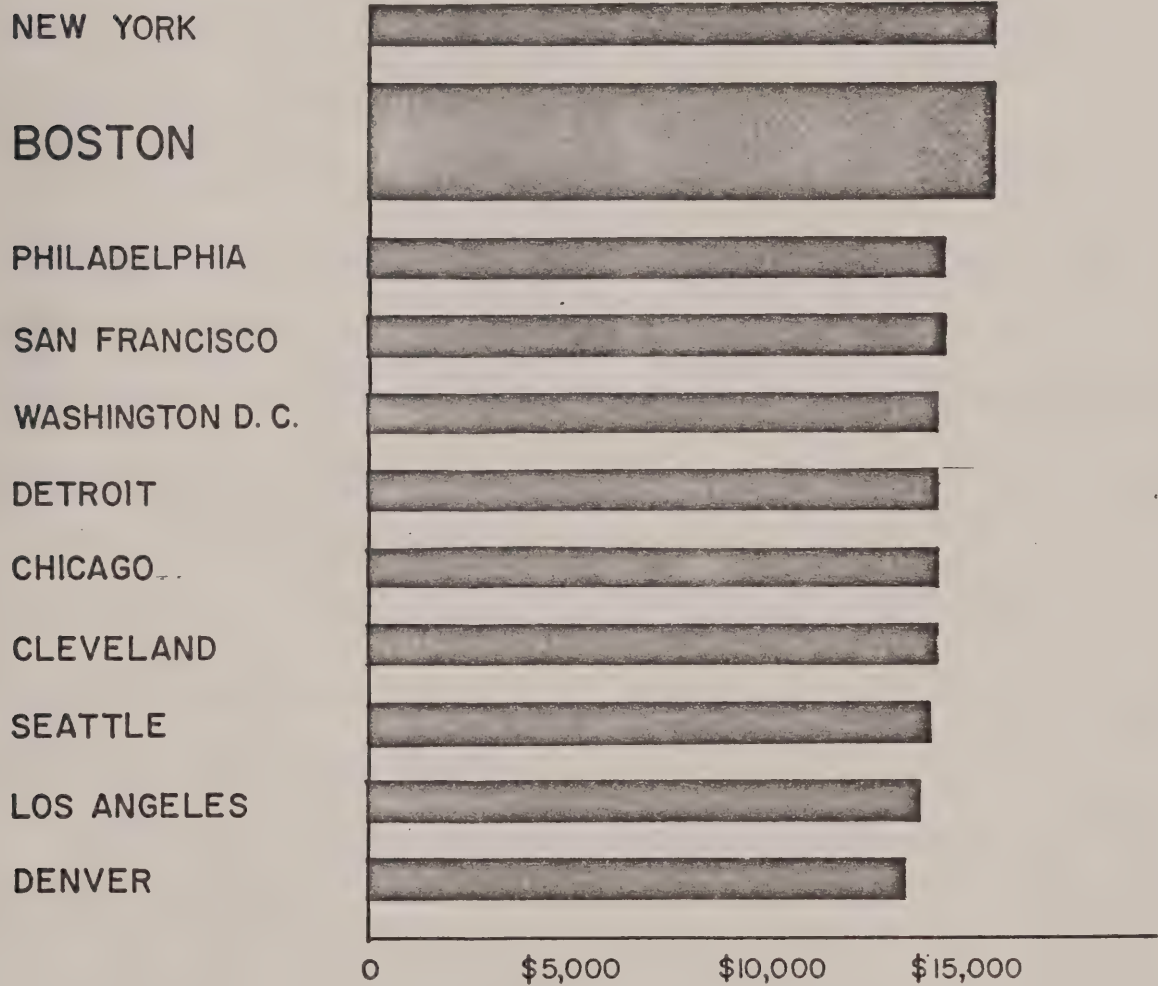 NEW YORK
BOSTON
PHILADELPHIA
SAN FRANCISCO
WASHINGTON D. C.
DETROIT
CHICAGO
CLEVELAND
SEATTLE
LOS ANGELES
DENVER
0 $5,000 $10,000 $15,000